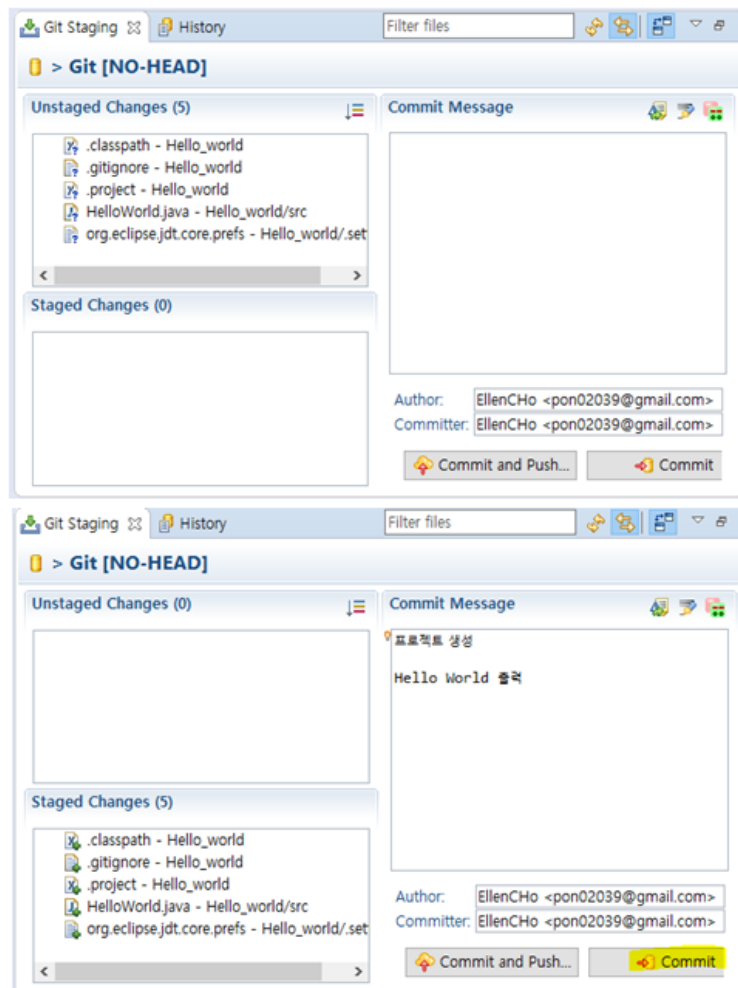 Git Staging
History
Filter files
> Git [NO-HEAD]
Unstaged Changes (5)
.classpath - Hello_world
.gitignore - Hello_world
.project - Hello_world
HelloWorld.java - Hello_world/src
org.eclipse.jdt.core.prefs - Hello_world/.set
Staged Changes (0)
Commit Message
Author: EllenCHo <pon02039@gmail.com>
Committer: EllenCHo <pon02039@gmail.com>
Commit and Push...
Commit
Git Staging
History
Filter files
> Git [NO-HEAD]
Unstaged Changes (0)
Staged Changes (5)
.classpath - Hello_world
.gitignore - Hello_world
.project - Hello_world
HelloWorld.java - Hello_world/src
org.eclipse.jdt.core.prefs - Hello_world/.set
Commit Message
프로젝트 생성
Hello World 출력
Author: EllenCHo <pon02039@gmail.com>
Committer: EllenCHo <pon02039@gmail.com>
Commit and Push...
Commit